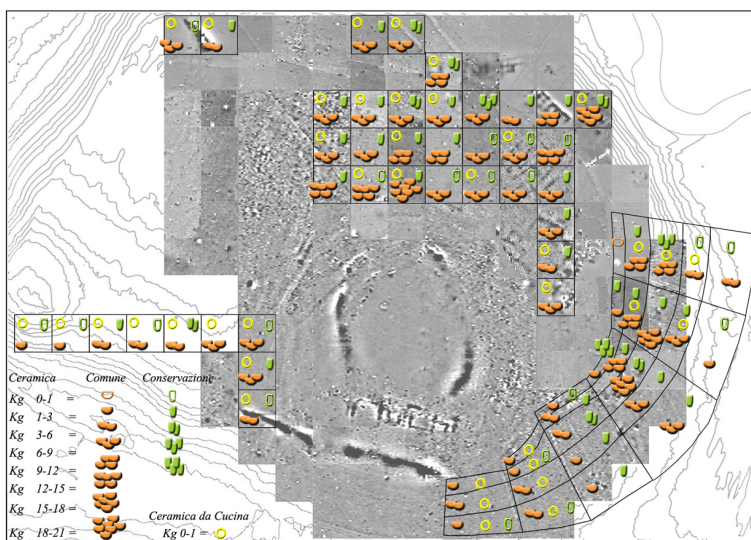 Ceramica Comune Conservazione
Kg 0-1 =
Kg 1-3 =
Kg 3-6 =
Kg 6-9 =
Kg 9-12 =
Kg 12-15 =
Kg 15-18 =
Kg 18-21 =
Ceramica da Cucina
Kg 0-1 =